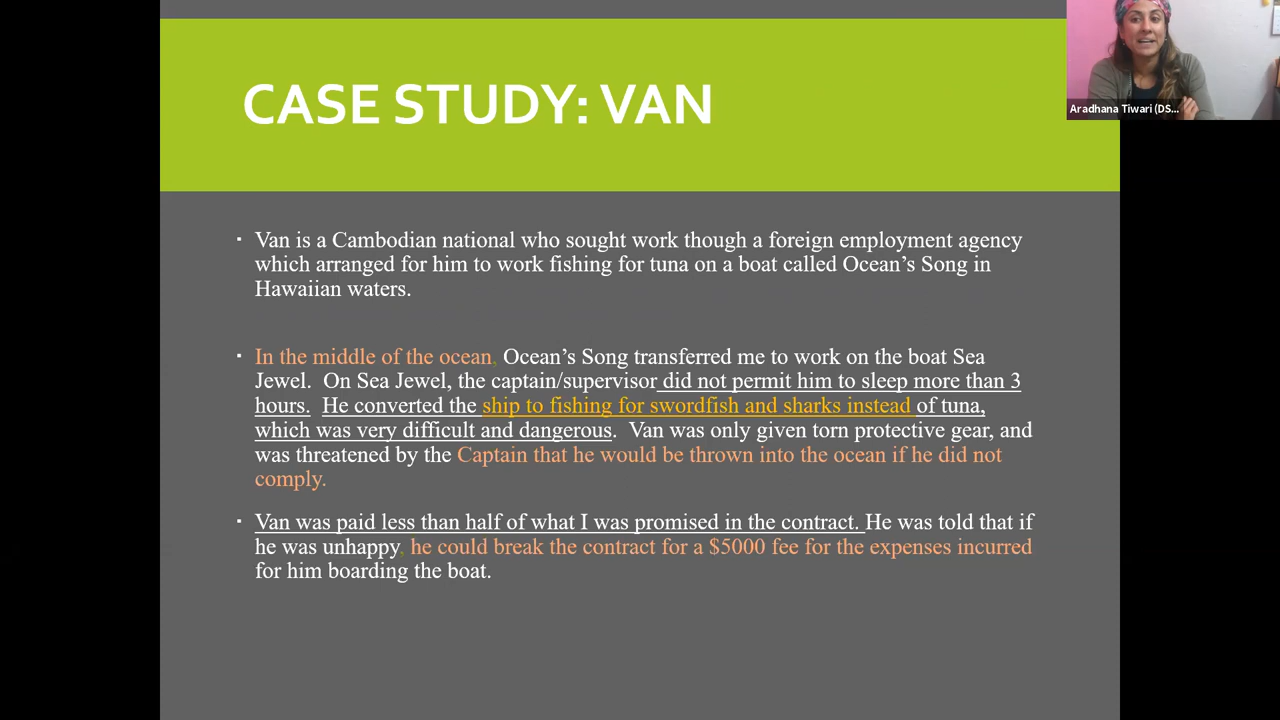 CASE STUDY: VAN
Aradhana Tiwari (DS...
Van is a Cambodian national who sought work though a foreign employment agency
which arranged for him to work fishing for tuna on a boat called Ocean’s Song in
Hawaiian waters.
In the middle of the ocean, Ocean’s Song transferred me to work on the boat Sea
Jewel. On Sea Jewel, the captain/supervisor did not permit him to sleep more than 3
hours. He converted the ship to fishing for swordfish and sharks instead of tuna,
which was very difficult and dangerous. Van was only given torn protective gear, and
was threatened by the Captain that he would be thrown into the ocean if he did not
comply.
Van was paid less than half of what I was promised in the contract. He was told that if
he was unhappy, he could break the contract for a $5000 fee for the expenses incurred
for him boarding the boat.